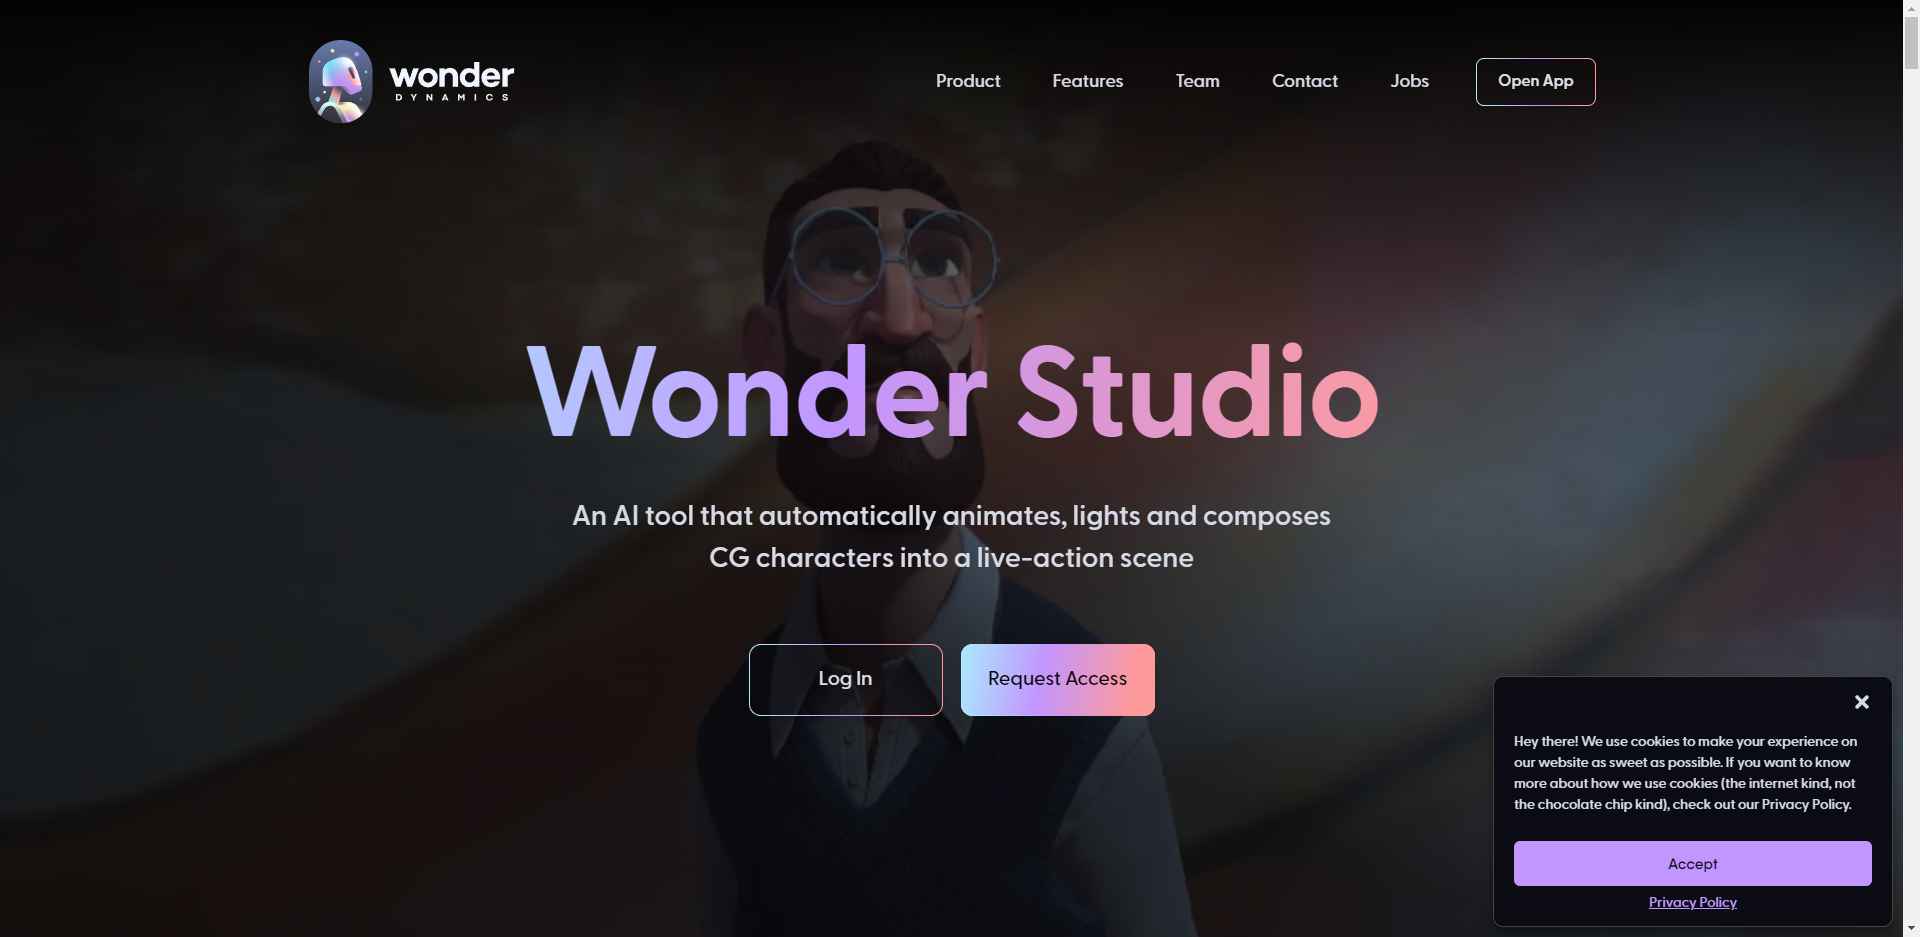 wonder
DYNAMICS
Product Features Team Contact Jobs Open App
Wonder Studio
An AI tool that automatically animates, lights and composes
CG characters into a live-action scene
Log In Request Access
Hey there! We use cookies to make your experience on
our website as sweet as possible. If you want to know
more about how we use cookies (the internet kind, not
the chocolate chip kind), check out our Privacy Policy.
Accept
Privacy Policy